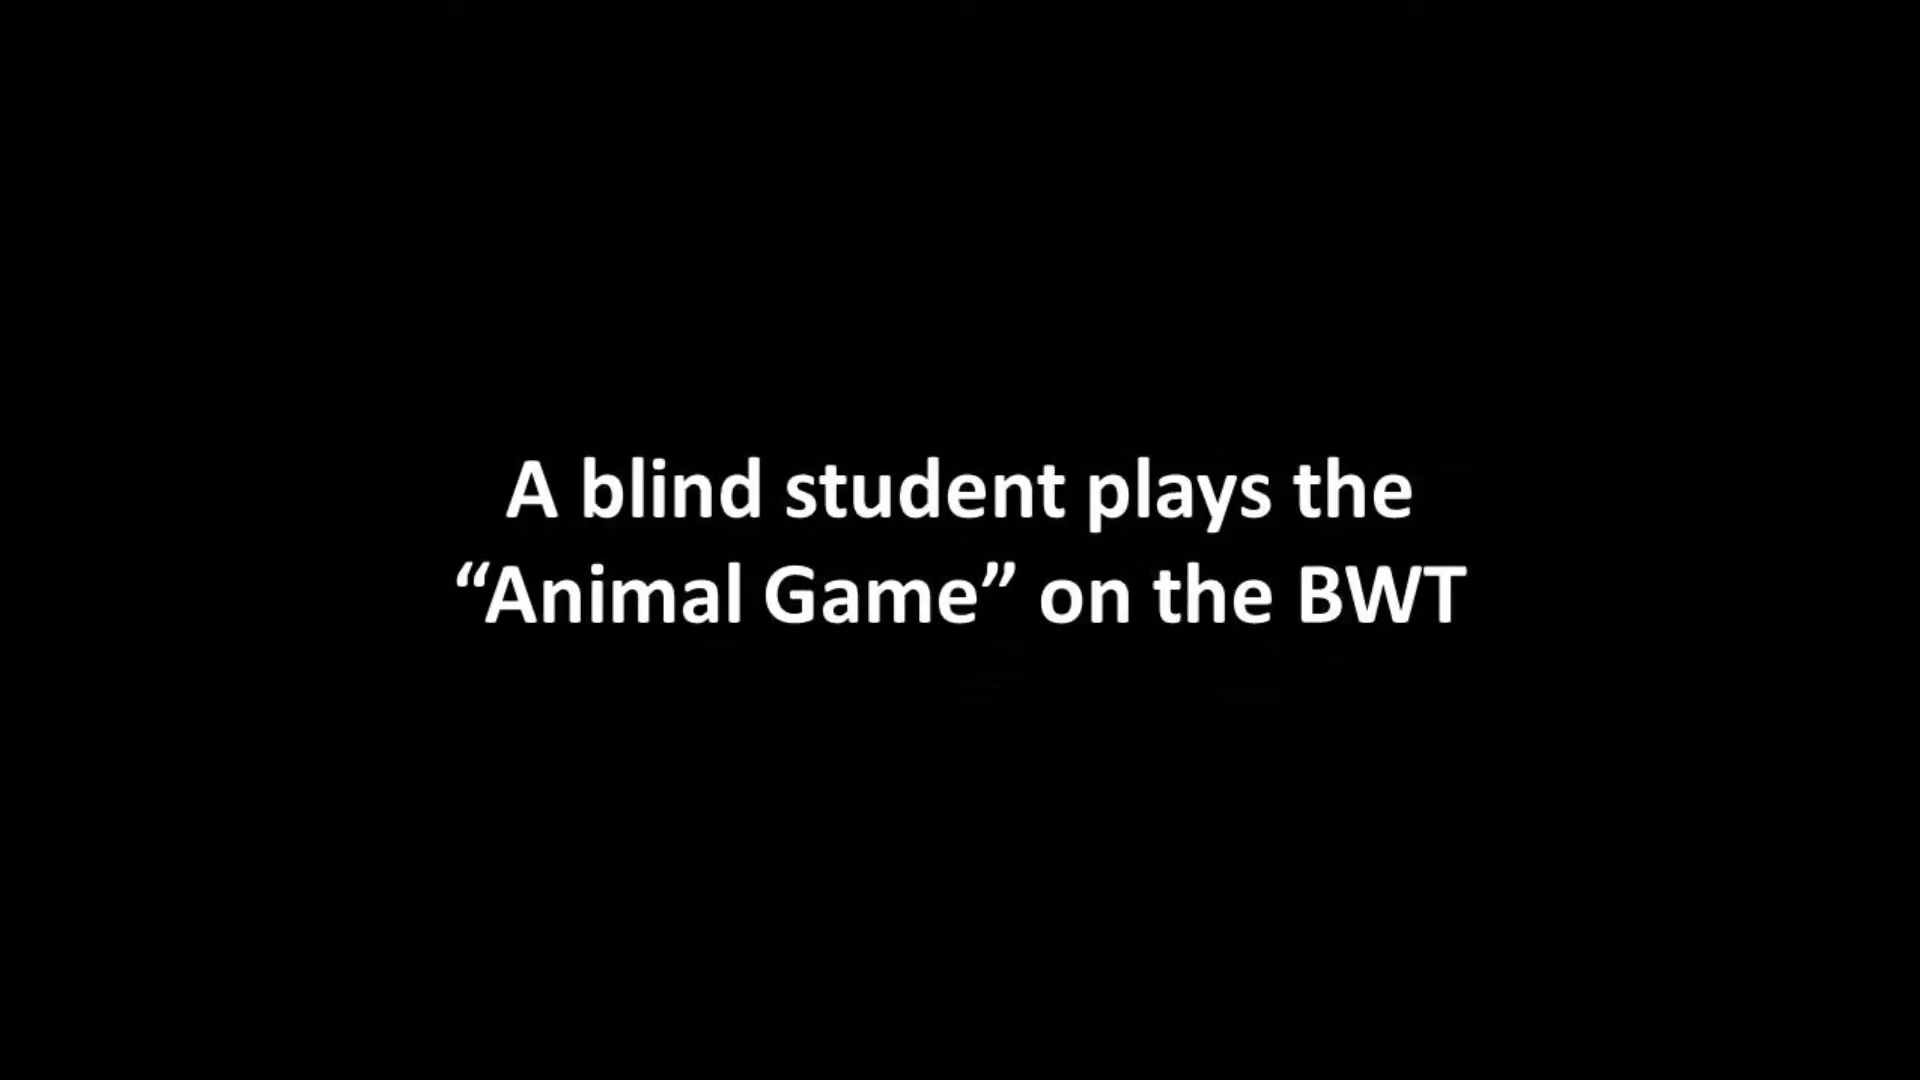 A blind student plays the
“Animal Game” on the BWT